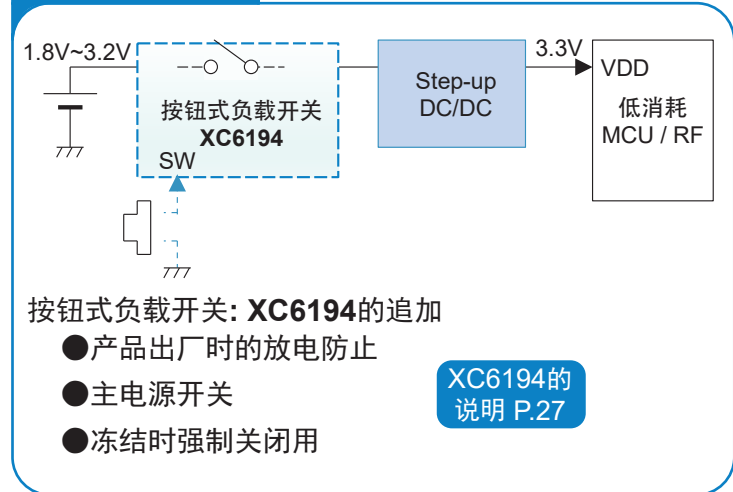 1.8V~3.2V
3.3V
按钮式负载开关
XC6194
SW
Step-up
DC/DC
VDD
低消耗
MCU / RF
按钮式负载开关: XC6194的追加
●产品出厂时的放电防止
●主电源开关
●冻结时强制关闭用
XC6194的
说明 P.27